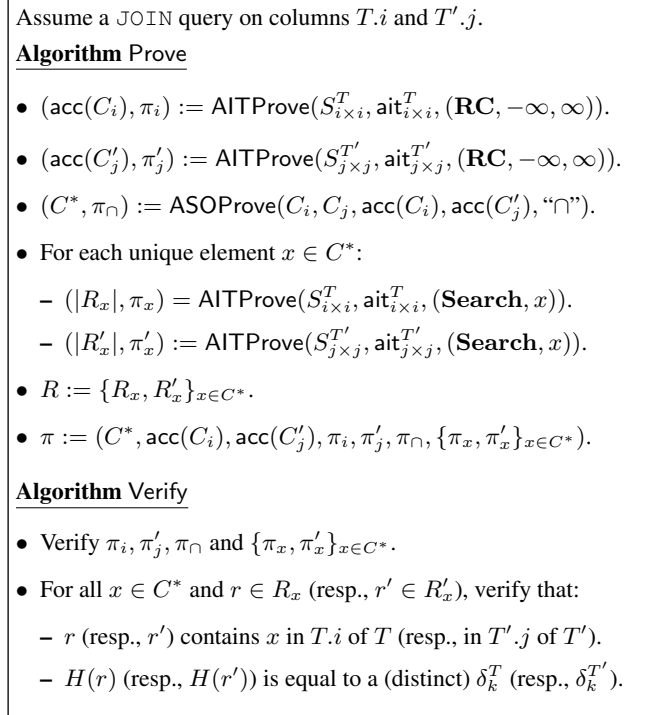 Assume a JOIN query on columns T.i and T′.j.
Algorithm Prove
• (acc(C_i), π_i) := AITProve(S^T_{i×i}, ait^T_{i×i}, (RC, −∞, ∞)).
• (acc(C′_j), π′_j) := AITProve(S^{T′}_{j×j}, ait^{T′}_{j×j}, (RC, −∞, ∞)).
• (C*, π_∩) := ASOProve(C_i, C_j, acc(C_i), acc(C′_j), “∩”).
• For each unique element x ∈ C*:
– (|R_x|, π_x) = AITProve(S^T_{i×i}, ait^T_{i×i}, (Search, x)).
– (|R′_x|, π′_x) := AITProve(S^{T′}_{j×j}, ait^{T′}_{j×j}, (Search, x)).
• R := {R_x, R′_x}_{x∈C*}.
• π := (C*, acc(C_i), acc(C′_j), π_i, π′_j, π_∩, {π_x, π′_x}_{x∈C*}).
Algorithm Verify
• Verify π_i, π′_j, π_∩ and {π_x, π′_x}_{x∈C*}.
• For all x ∈ C* and r ∈ R_x (resp., r′ ∈ R′_x), verify that:
– r (resp., r′) contains x in T.i of T (resp., in T′.j of T′).
– H(r) (resp., H(r′)) is equal to a (distinct) δ^T_k (resp., δ^{T′}_k).